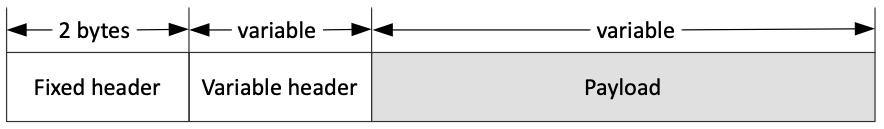 2 bytes variable variable
Fixed header Variable header Payload